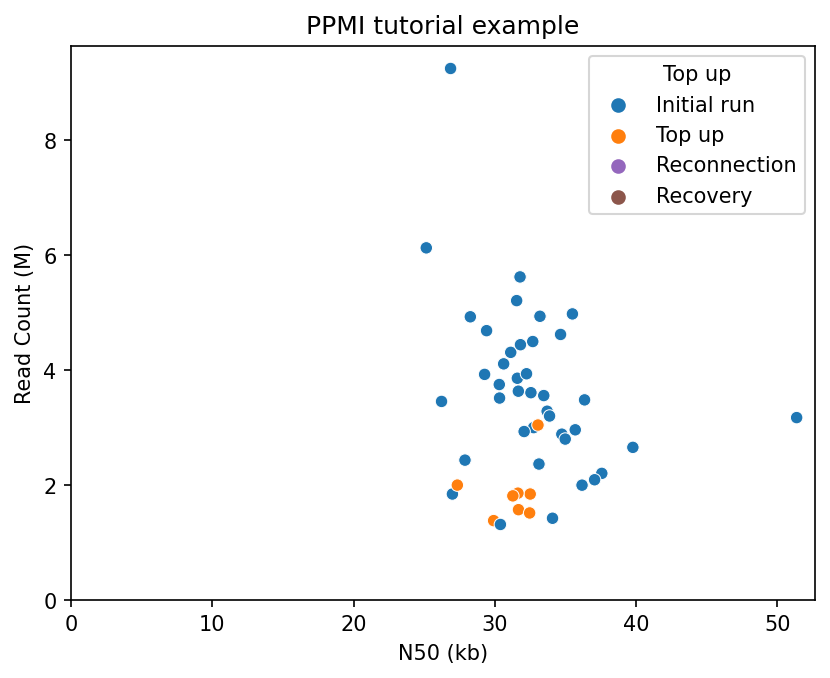 PPMI tutorial example
Top up
Initial run
Top up
Reconnection
Recovery
Read Count (M)
8
6
4
2
0
0 10 20 30 40 50
N50 (kb)